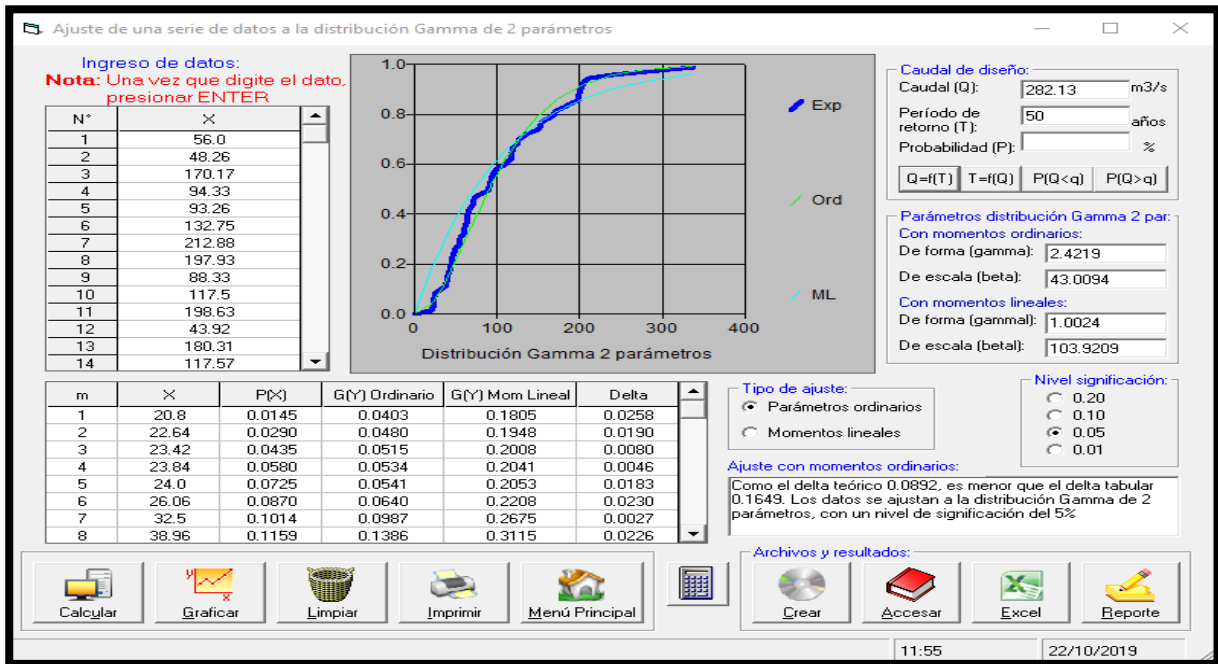 Ajuste de una serie de datos a la distribución Gamma de 2 parámetros
Ingreso de datos:
Nota: Una vez que digite el dato,
presionar ENTER
N° X
1 56.0
2 48.26
3 170.17
4 94.33
5 93.26
6 132.75
7 212.88
8 197.93
9 88.33
10 117.5
11 198.63
12 43.92
13 180.31
14 117.57
1.0
0.8
0.6
0.4
0.2
0.0
0 100 200 300 400
Distribución Gamma 2 parámetros
Exp
Ord
ML
Caudal de diseño:
Caudal (Q): 282.13 m3/s
Período de
retorno (T): 50 años
Probabilidad (P): %
Q=f(T) T=f(Q) P(Q<q) P(Q>q)
Parámetros distribución Gamma 2 par:
Con momentos ordinarios:
De forma (gamma): 2.4219
De escala (beta): 43.0094
Con momentos lineales:
De forma (gammal): 1.0024
De escala (betal): 103.9209
m X P(X) G(Y) Ordinario G(Y) Mom Lineal Delta
1 20.8 0.0145 0.0403 0.1805 0.0258
2 22.64 0.0290 0.0480 0.1948 0.0190
3 23.42 0.0435 0.0515 0.2008 0.0080
4 23.84 0.0580 0.0534 0.2041 0.0046
5 24.0 0.0725 0.0541 0.2053 0.0183
6 26.06 0.0870 0.0640 0.2208 0.0230
7 32.5 0.1014 0.0987 0.2675 0.0027
8 38.96 0.1159 0.1386 0.3115 0.0226
Tipo de ajuste:
Parámetros ordinarios
Momentos lineales
Nivel significación:
0.20
0.10
0.05
0.01
Ajuste con momentos ordinarios:
Como el delta teórico 0.0892, es menor que el delta tabular
0.1649. Los datos se ajustan a la distribución Gamma de 2
parámetros, con un nivel de significación del 5%
Calcular
y x
Graficar
Limpiar
Imprimir
Menú Principal
Archivos y resultados:
Crear
Accesar
Excel
Reporte
11:55 22/10/2019